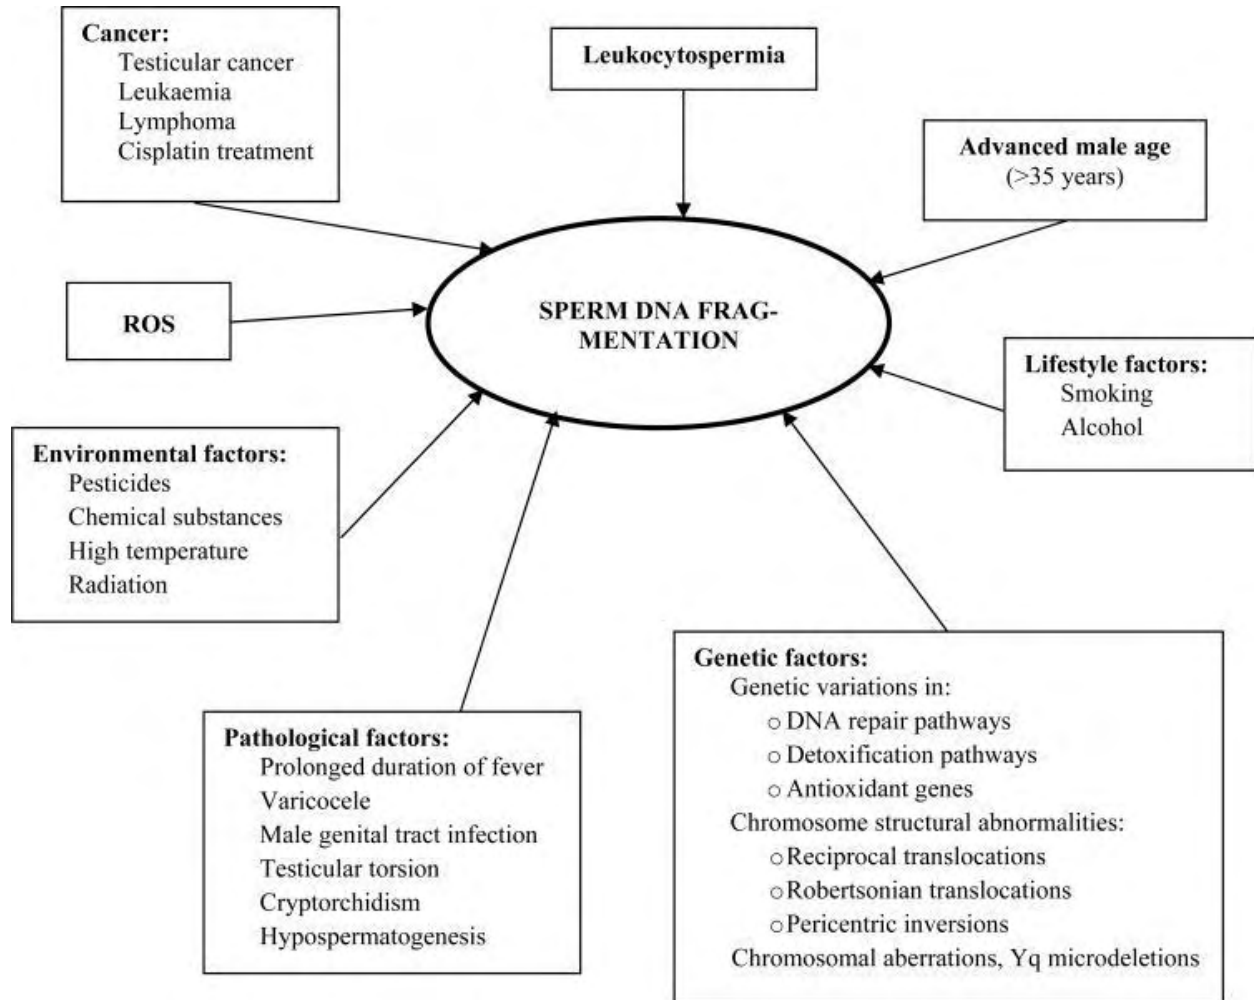 Cancer:
Testicular cancer
Leukaemia
Lymphoma
Cisplatin treatment
Leukocytospermia
Advanced male age
(>35 years)
ROS
SPERM DNA FRAG-
MENTATION
Lifestyle factors:
Smoking
Alcohol
Environmental factors:
Pesticides
Chemical substances
High temperature
Radiation
Pathological factors:
Prolonged duration of fever
Varicocele
Male genital tract infection
Testicular torsion
Cryptorchidism
Hypospermatogenesis
Genetic factors:
Genetic variations in:
○ DNA repair pathways
○ Detoxification pathways
○ Antioxidant genes
Chromosome structural abnormalities:
○ Reciprocal translocations
○ Robertsonian translocations
○ Pericentric inversions
Chromosomal aberrations, Yq microdeletions